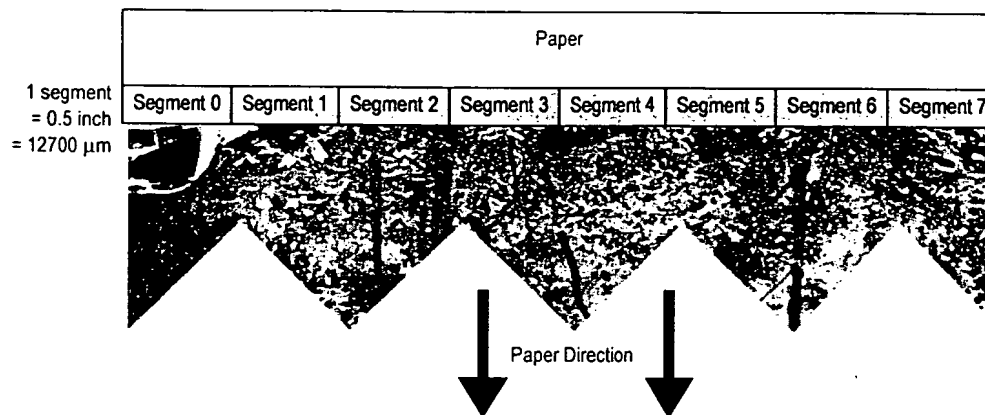 Paper
1 segment
= 0.5 inch
= 12700 µm
Segment 0 Segment 1 Segment 2 Segment 3 Segment 4 Segment 5 Segment 6 Segment 7
Paper Direction